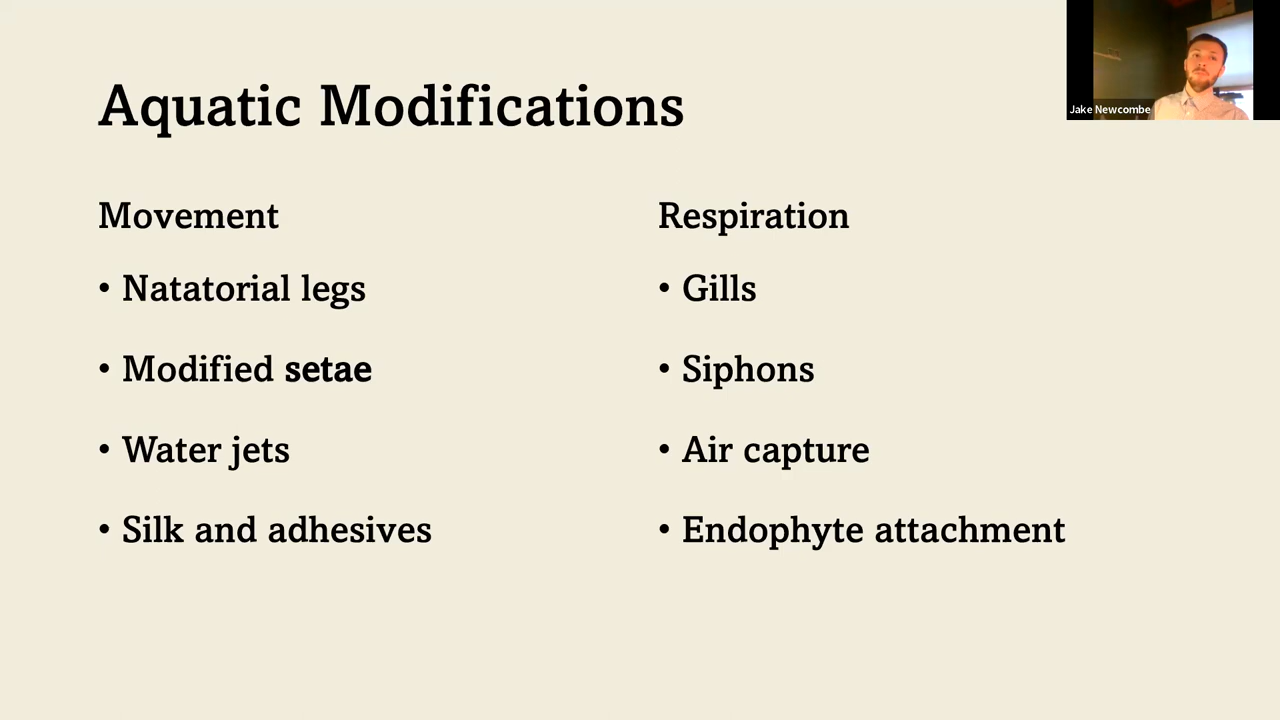 Aquatic Modifications
Jake Newcombe
Movement
• Natatorial legs
• Modified setae
• Water jets
• Silk and adhesives
Respiration
• Gills
• Siphons
• Air capture
• Endophyte attachment